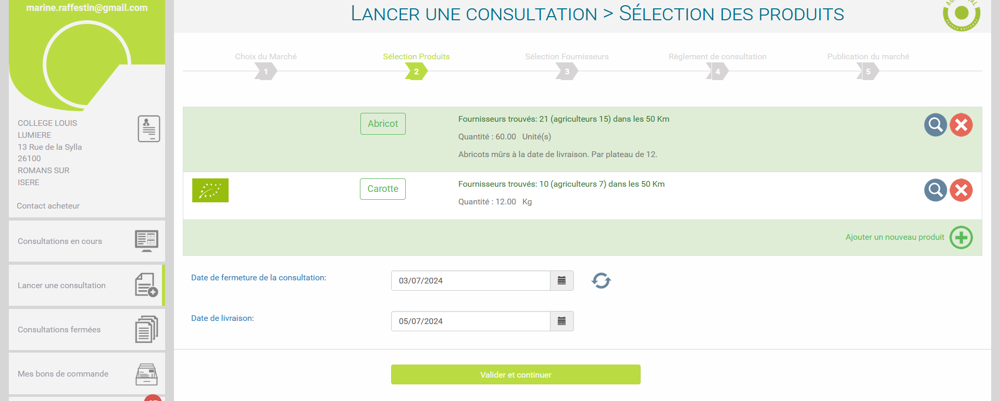 marine.raffestin@gmail.com
LANCER UNE CONSULTATION > SÉLECTION DES PRODUITS
RÉSEAU NATIONAL
Choix du Marché
Sélection Produits
Sélection Fournisseurs
Règlement de consultation
Publication du marché
1
2
3
4
5
COLLEGE LOUIS
LUMIERE
13 Rue de la Sylla
26100
ROMANS SUR
ISERE
Contact acheteur
Consultations en cours
Lancer une consultation
Consultations fermées
Mes bons de commande
Abricot
Fournisseurs trouvés: 21 (agriculteurs 15) dans les 50 Km
Quantité : 60.00 Unité(s)
Abricots mûrs à la date de livraison. Par plateau de 12.
Carotte
Fournisseurs trouvés: 10 (agriculteurs 7) dans les 50 Km
Quantité : 12.00 Kg
Ajouter un nouveau produit
Date de fermeture de la consultation:
03/07/2024
Date de livraison:
05/07/2024
Valider et continuer